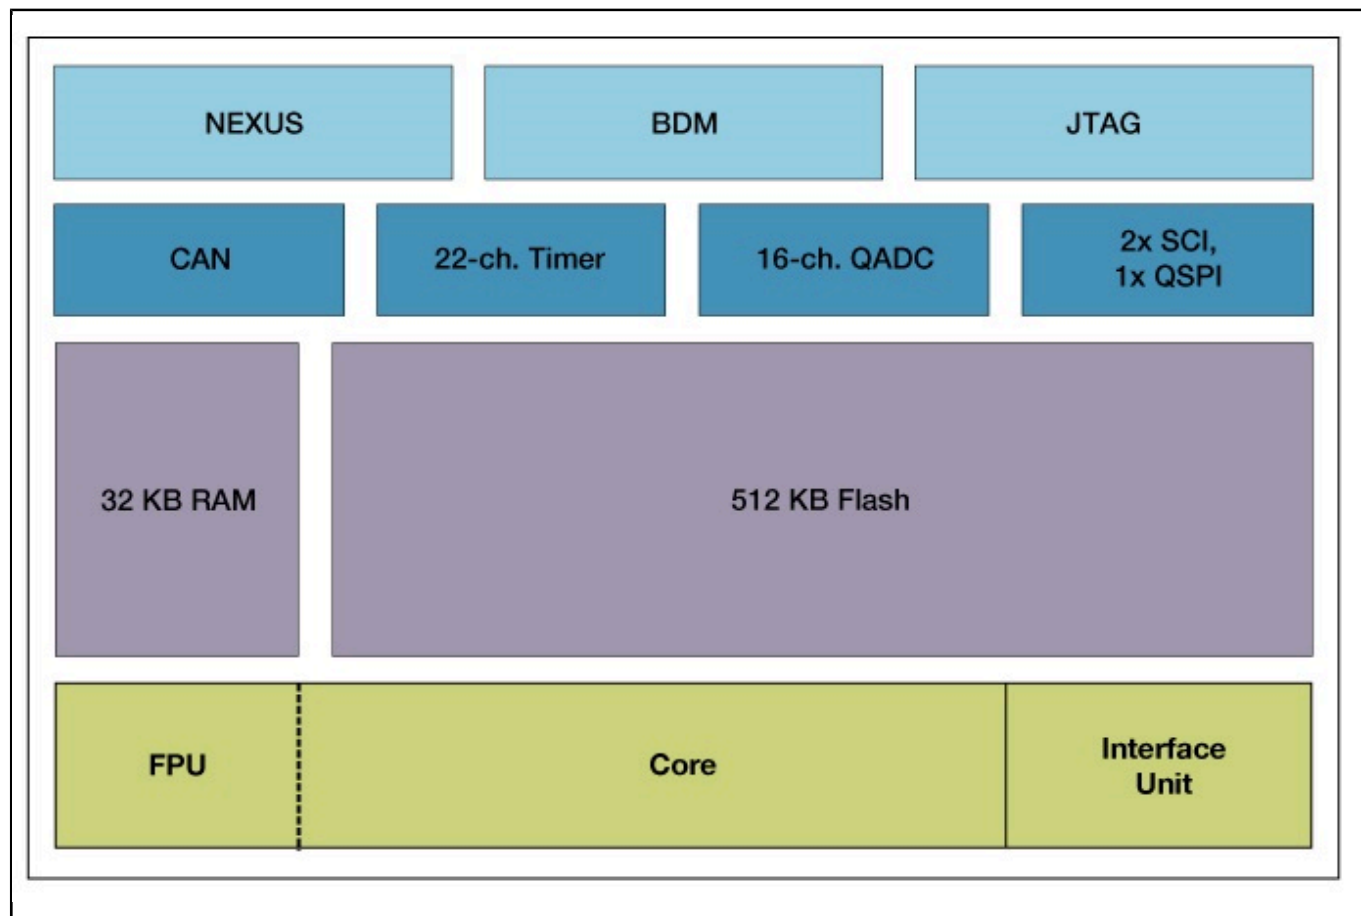 NEXUS
BDM
JTAG
CAN
22-ch. Timer
16-ch. QADC
2x SCI,
1x QSPI
32 KB RAM
512 KB Flash
FPU
Core
Interface
Unit